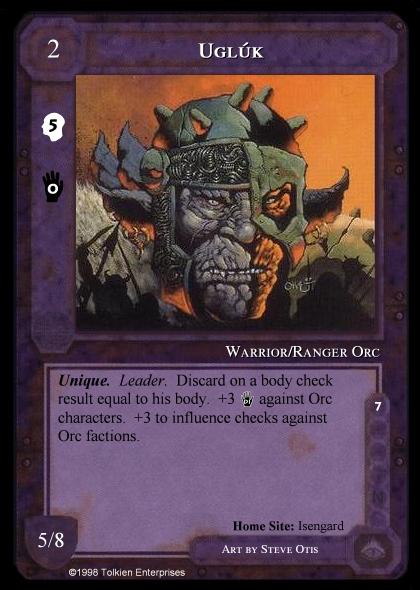 2
Uglúk
5
0
OTIS
Warrior/Ranger Orc
Unique. Leader. Discard on a body check
result equal to his body. +3 against Orc
characters. +3 to influence checks against
Orc factions.
7
Home Site: Isengard
5/8
Art by Steve Otis
©1998 Tolkien Enterprises